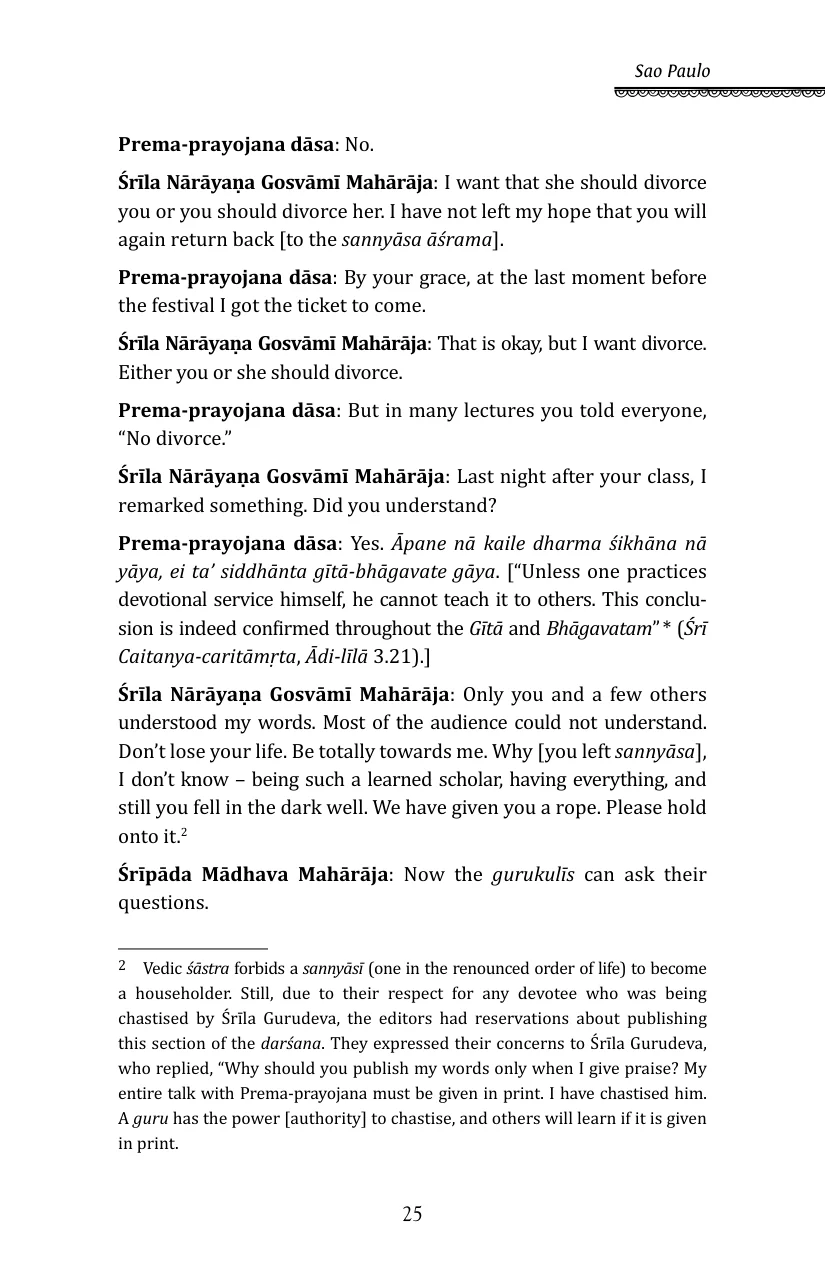 Sao Paulo
Prema-prayojana dāsa: No.
Śrīla Nārāyaṇa Gosvāmī Mahārāja: I want that she should divorce
you or you should divorce her. I have not left my hope that you will
again return back [to the sannyāsa āśrama].
Prema-prayojana dāsa: By your grace, at the last moment before
the festival I got the ticket to come.
Śrīla Nārāyaṇa Gosvāmī Mahārāja: That is okay, but I want divorce.
Either you or she should divorce.
Prema-prayojana dāsa: But in many lectures you told everyone,
“No divorce.”
Śrīla Nārāyaṇa Gosvāmī Mahārāja: Last night after your class, I
remarked something. Did you understand?
Prema-prayojana dāsa: Yes. Āpane nā kaile dharma śikhāna nā
yāya, ei ta’ siddhānta gītā-bhāgavate gāya. [“Unless one practices
devotional service himself, he cannot teach it to others. This conclu-
sion is indeed confirmed throughout the Gītā and Bhāgavatam”* (Śrī
Caitanya-caritāmṛta, Ādi-līlā 3.21).]
Śrīla Nārāyaṇa Gosvāmī Mahārāja: Only you and a few others
understood my words. Most of the audience could not understand.
Don’t lose your life. Be totally towards me. Why [you left sannyāsa],
I don’t know – being such a learned scholar, having everything, and
still you fell in the dark well. We have given you a rope. Please hold
onto it.2
Śrīpāda Mādhava Mahārāja: Now the gurukulīs can ask their
questions.
2 Vedic śāstra forbids a sannyāsī (one in the renounced order of life) to become
a householder. Still, due to their respect for any devotee who was being
chastised by Śrīla Gurudeva, the editors had reservations about publishing
this section of the darśana. They expressed their concerns to Śrīla Gurudeva,
who replied, “Why should you publish my words only when I give praise? My
entire talk with Prema-prayojana must be given in print. I have chastised him.
A guru has the power [authority] to chastise, and others will learn if it is given
in print.
25